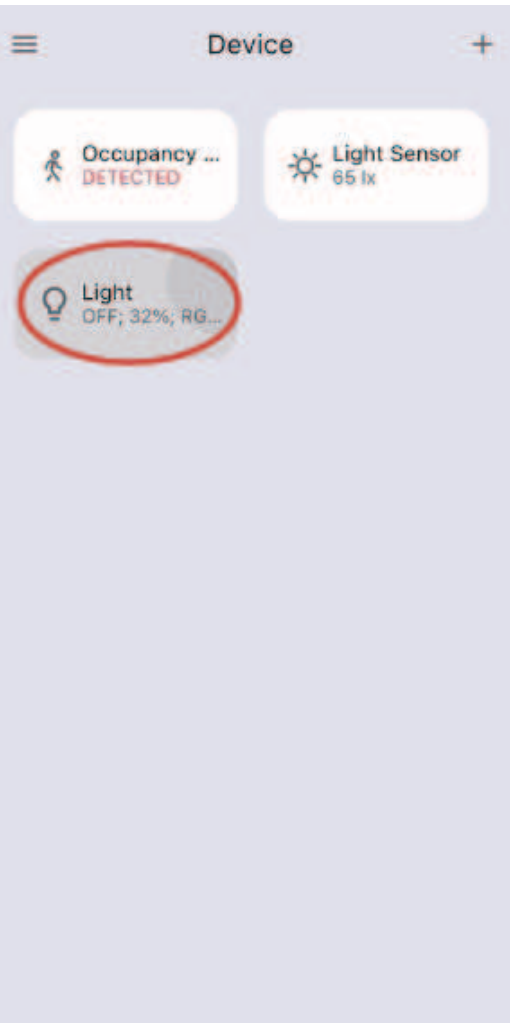 Device
Occupancy ...
DETECTED
Light Sensor
65 lx
Light
OFF; 32%; RG...